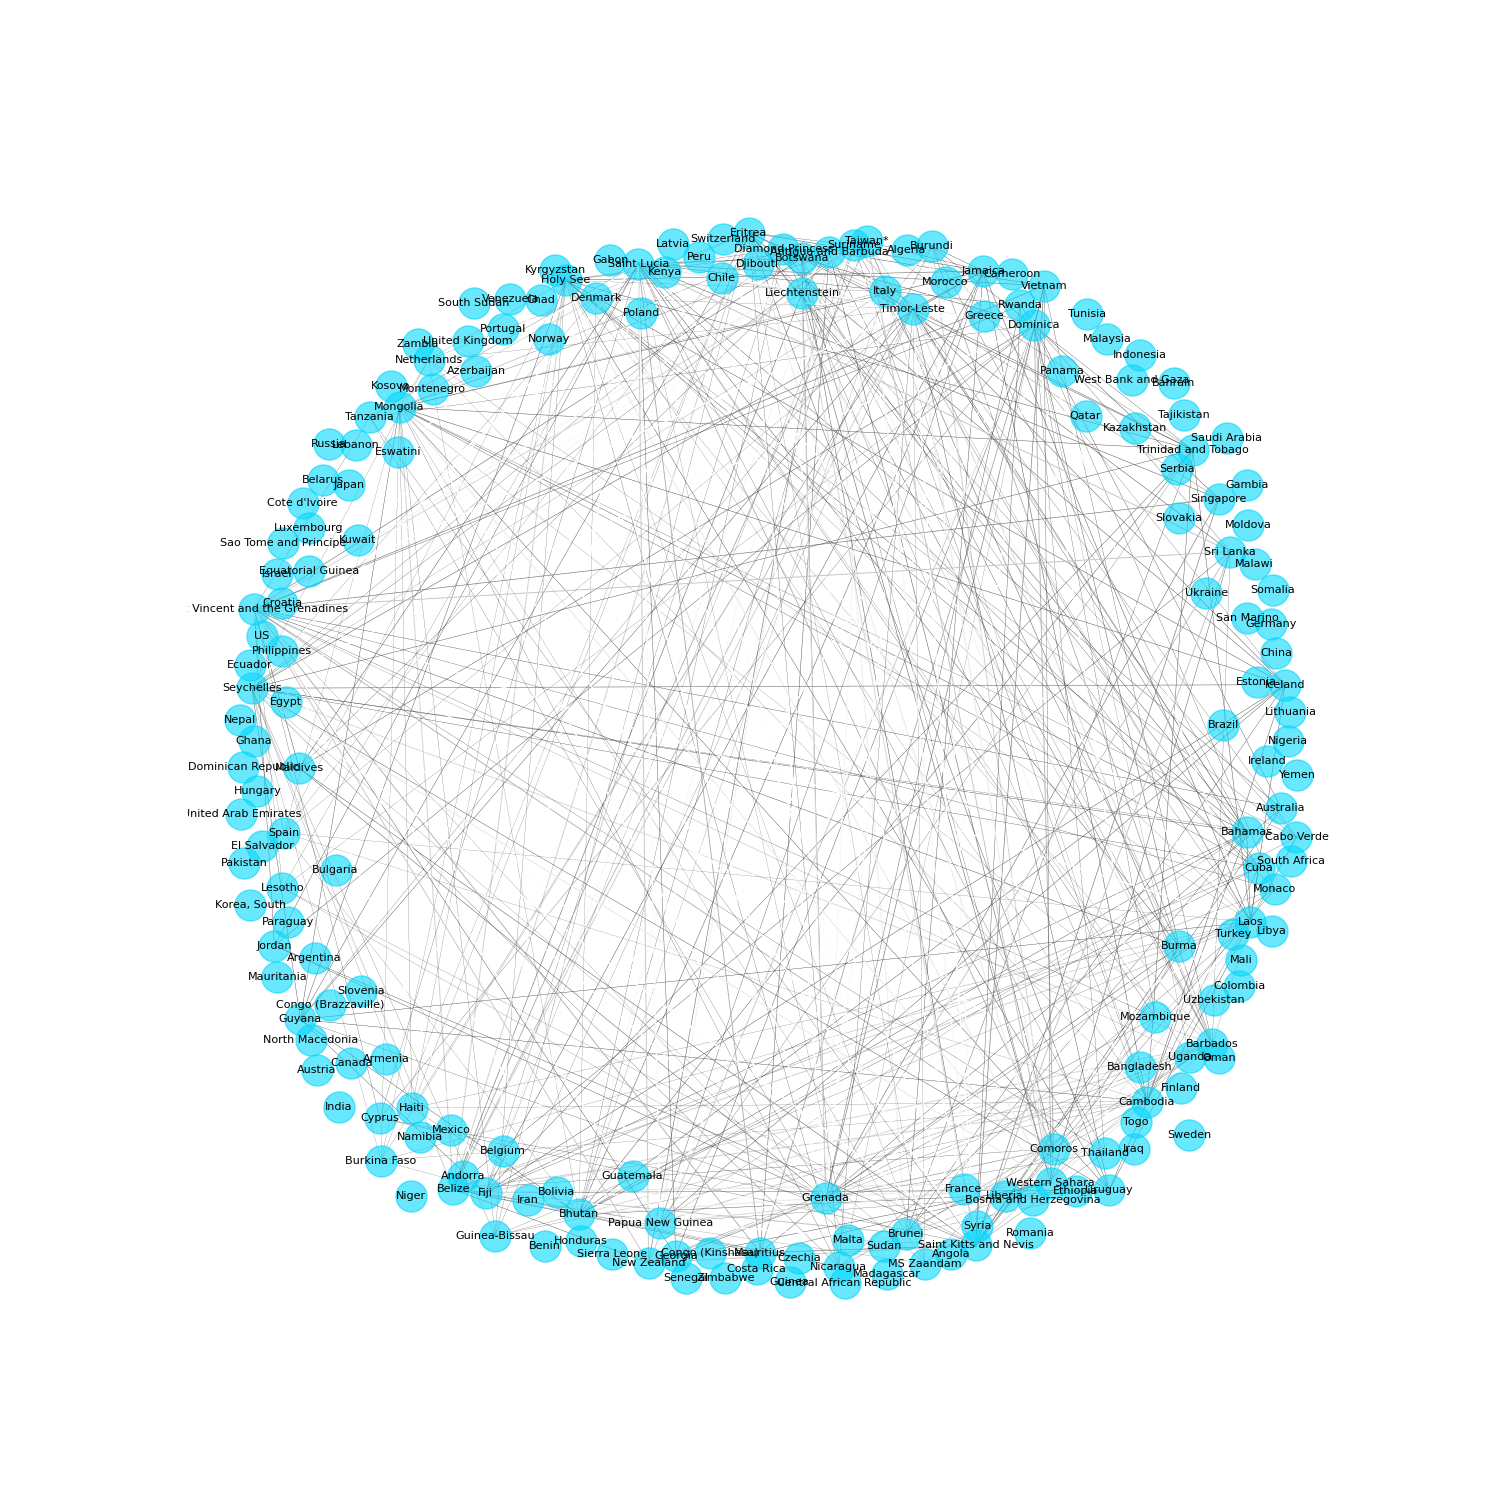 Eritrea
Switzerland
Taiwan*
Latvia
Suriname
Diamond Princess
Antigua and Barbuda
Algeria
Burundi
Peru
Botswana
Gabon
Saint Lucia
Djibouti
Kyrgyzstan
Kenya
Jamaica
Cameroon
Holy See
Chile
Morocco
Vietnam
Liechtenstein
Italy
South Sudan
Venezuela
Chad
Denmark
Rwanda
Poland
Timor-Leste
Greece
Tunisia
Dominica
Portugal
Norway
Malaysia
Zambia
United Kingdom
Indonesia
Netherlands
Azerbaijan
Panama
West Bank and Gaza
Bahrain
Kosovo
Montenegro
Mongolia
Tanzania
Qatar
Tajikistan
Kazakhstan
Saudi Arabia
Russia
Lebanon
Eswatini
Trinidad and Tobago
Serbia
Belarus
Japan
Gambia
Cote d'Ivoire
Singapore
Slovakia
Luxembourg
Moldova
Sao Tome and Principe
Kuwait
Sri Lanka
Malawi
Israel
Equatorial Guinea
Somalia
Ukraine
Croatia
Vincent and the Grenadines
San Marino
Germany
US
Philippines
China
Ecuador
Seychelles
Estonia
Iceland
Egypt
Lithuania
Nepal
Brazil
Ghana
Nigeria
Ireland
Dominican Republic
Maldives
Yemen
Hungary
Australia
United Arab Emirates
Spain
Bahamas
Cabo Verde
El Salvador
Pakistan
South Africa
Bulgaria
Cuba
Lesotho
Monaco
Korea, South
Paraguay
Laos
Libya
Turkey
Jordan
Burma
Argentina
Mali
Mauritania
Slovenia
Colombia
Congo (Brazzaville)
Uzbekistan
Guyana
Mozambique
North Macedonia
Barbados
Armenia
Uganda
Oman
Canada
Bangladesh
Austria
Finland
India
Haiti
Cambodia
Cyprus
Togo
Namibia
Mexico
Sweden
Belgium
Comoros
Iraq
Thailand
Burkina Faso
Andorra
Guatemala
Western Sahara
Belize
Fiji
Bolivia
France
Ethiopia
Uruguay
Niger
Iran
Grenada
Liberia
Bosnia and Herzegovina
Bhutan
Papua New Guinea
Syria
Guinea-Bissau
Romania
Honduras
Malta
Brunei
Benin
Sudan
Saint Kitts and Nevis
Sierra Leone
Georgia
Congo (Kinshasa)
Mauritius
Angola
New Zealand
Czechia
MS Zaandam
Costa Rica
Nicaragua
Madagascar
Senegal
Zimbabwe
Guinea
Central African Republic